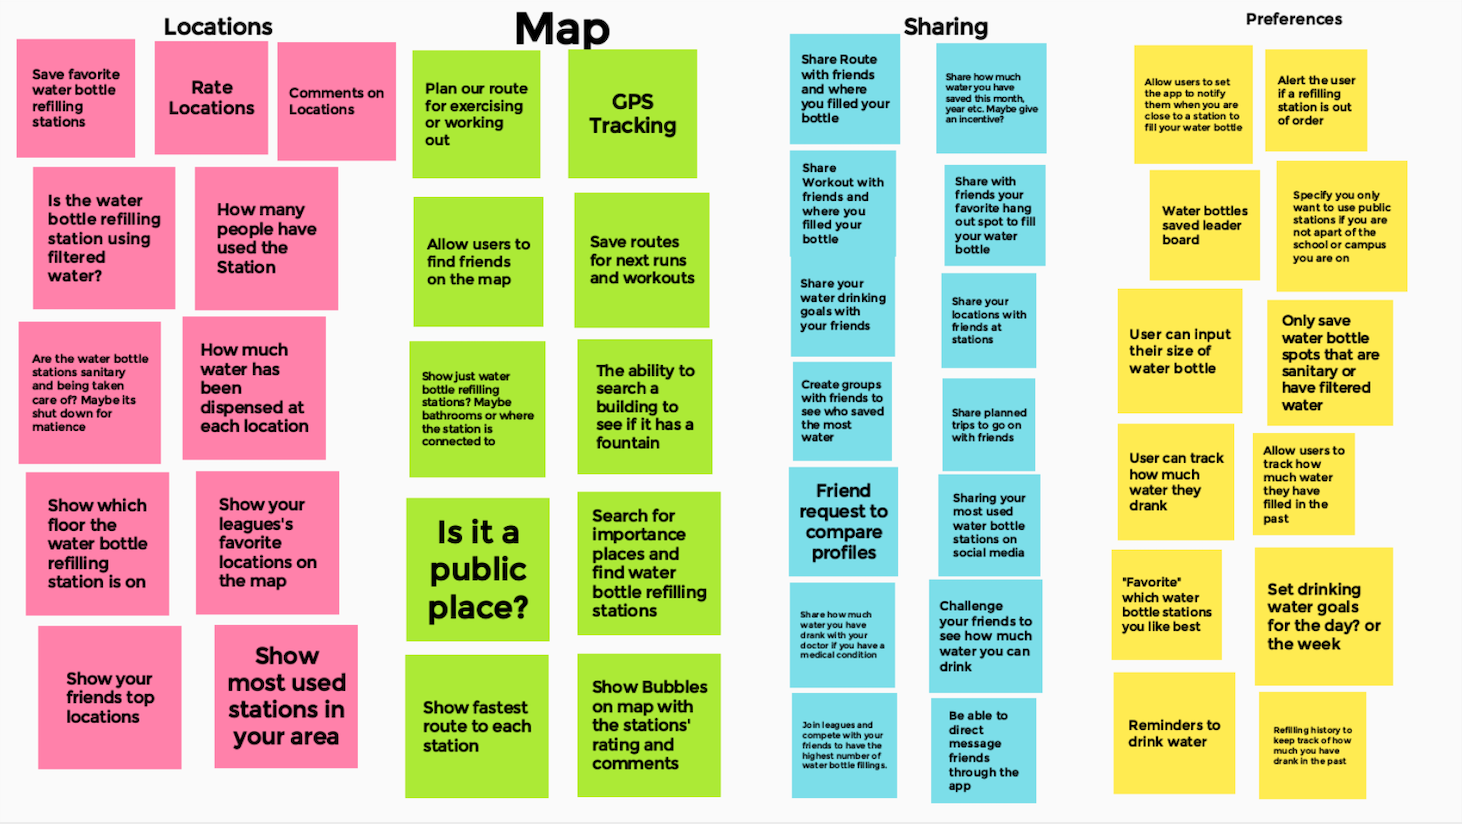 Locations
Save favorite
water bottle
refilling
stations
Rate
Locations
Comments on
Locations
Is the water
bottle refilling
station using
filtered
water?
How many
people have
used the
Station
Are the water bottle
stations sanitary
and being taken
care of? Maybe its
shut down for
matience
How much
water has
been
dispensed at
each location
Show which
floor the
water bottle
refilling
station is on
Show your
leagues's
favorite
locations on
the map
Show your
friends top
locations
Show
most used
stations in
your area
Map
Plan our route
for exercising
or working
out
GPS
Tracking
Allow users to
find friends
on the map
Save routes
for next runs
and workouts
Show just water
bottle refilling
stations? Maybe
bathrooms or where
the station is
connected to
The ability to
search a
building to
see if it has a
fountain
Is it a
public
place?
Search for
importance
places and
find water
bottle refilling
stations
Show fastest
route to each
station
Show Bubbles
on map with
the stations'
rating and
comments
Sharing
Share Route
with friends
and where
you filled your
bottle
Share how much
water you have
saved this month,
year etc. Maybe give
an incentive?
Share
Workout with
friends and
where you
filled your
bottle
Share with
friends your
favorite hang
out spot to fill
your water
bottle
Share your
water drinking
goals with
your friends
Share your
locations with
friends at
stations
Create groups
with friends to
see who saved
the most
water
Share planned
trips to go on
with friends
Friend
request to
compare
profiles
Sharing your
most used
water bottle
stations on
social media
Share how much
water you have
drank with your
doctor if you have a
medical condition
Challenge
your friends to
see how much
water you can
drink
Join leagues and
compete with your
friends to have the
highest number of
water bottle fillings.
Be able to
direct
message
friends
through the
app
Preferences
Allow users to set
the app to notify
them when you are
close to a station to
fill your water bottle
Alert the user
if a refilling
station is out
of order
Water bottles
saved leader
board
Specify you only
want to use public
stations if you are
not apart of the
school or campus
you are on
User can input
their size of
water bottle
Only save
water bottle
spots that are
sanitary or
have filtered
water
User can track
how much
water they
drank
Allow users to
track how
much water
they have
filled in the
past
"Favorite"
which water
bottle stations
you like best
Set drinking
water goals
for the day? or
the week
Reminders to
drink water
Refilling history to
keep track of how
much you have
drank in the past